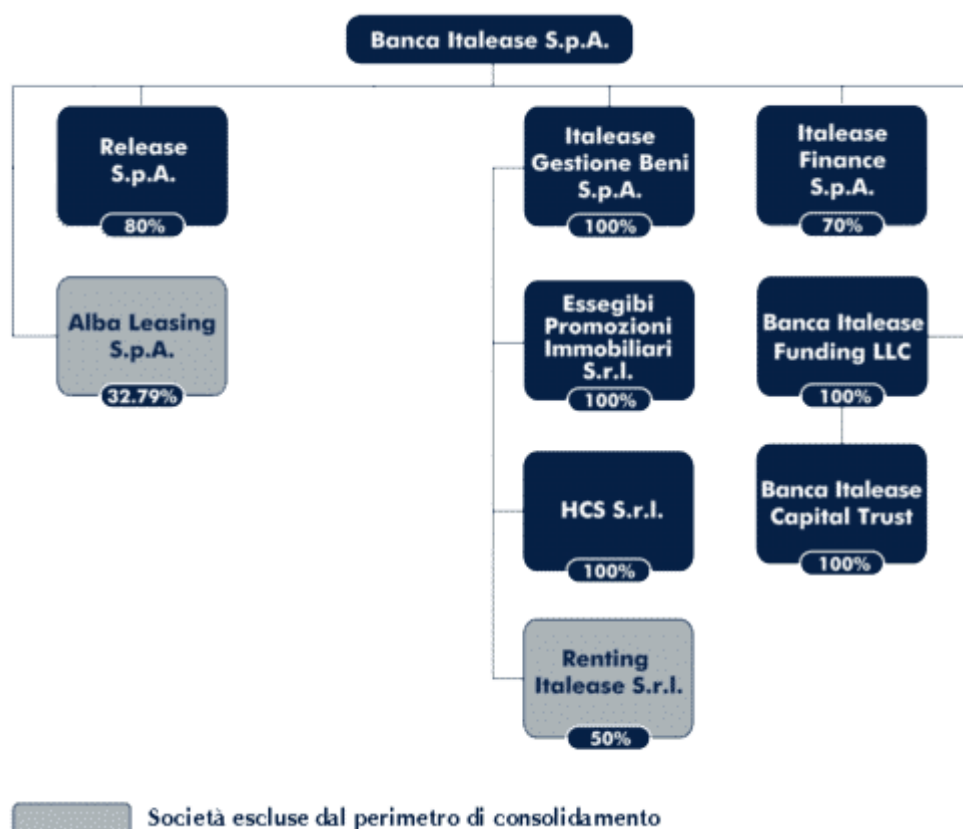 Banca Italease S.p.A.
Release
S.p.A.
80%
Alba Leasing
S.p.A.
32.79%
Italease
Gestione Beni
S.p.A.
100%
Essegibi
Promozioni
Immobiliari
S.r.l.
100%
HCS S.r.l.
100%
Renting
Italease S.r.l.
50%
Italease
Finance
S.p.A.
70%
Banca Italease
Funding LLC
100%
Banca Italease
Capital Trust
100%
Società escluse dal perimetro di consolidamento